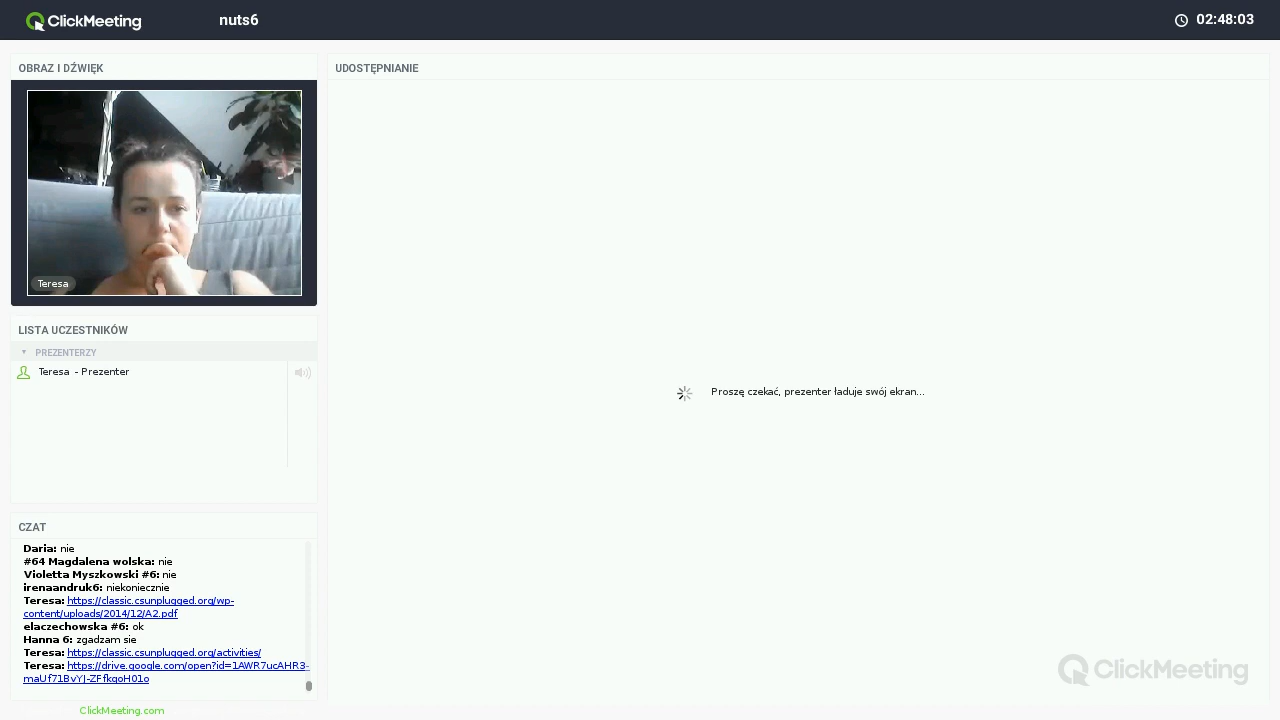 ClickMeeting
nuts6
02:48:03
OBRAZ I DŹWIĘK
Teresa
LISTA UCZESTNIKÓW
PREZENTERZY
Teresa - Prezenter
CZAT
Daria: nie
#64 Magdalena wolska: nie
Violetta Myszkowski #6: nie
irenaandruk6: niekoniecznie
Teresa: https://classic.csunplugged.org/wp-
content/uploads/2014/12/A2.pdf
elaczechowska #6: ok
Hanna 6: zgadzam sie
Teresa: https://classic.csunplugged.org/activities/
Teresa: https://drive.google.com/open?id=1AWR7ucAHR3-
maUf71BvYJ-ZFfkqoH01o
ClickMeeting.com
UDOSTĘPNIANIE
Proszę czekać, prezenter ładuje swój ekran...
ClickMeeting